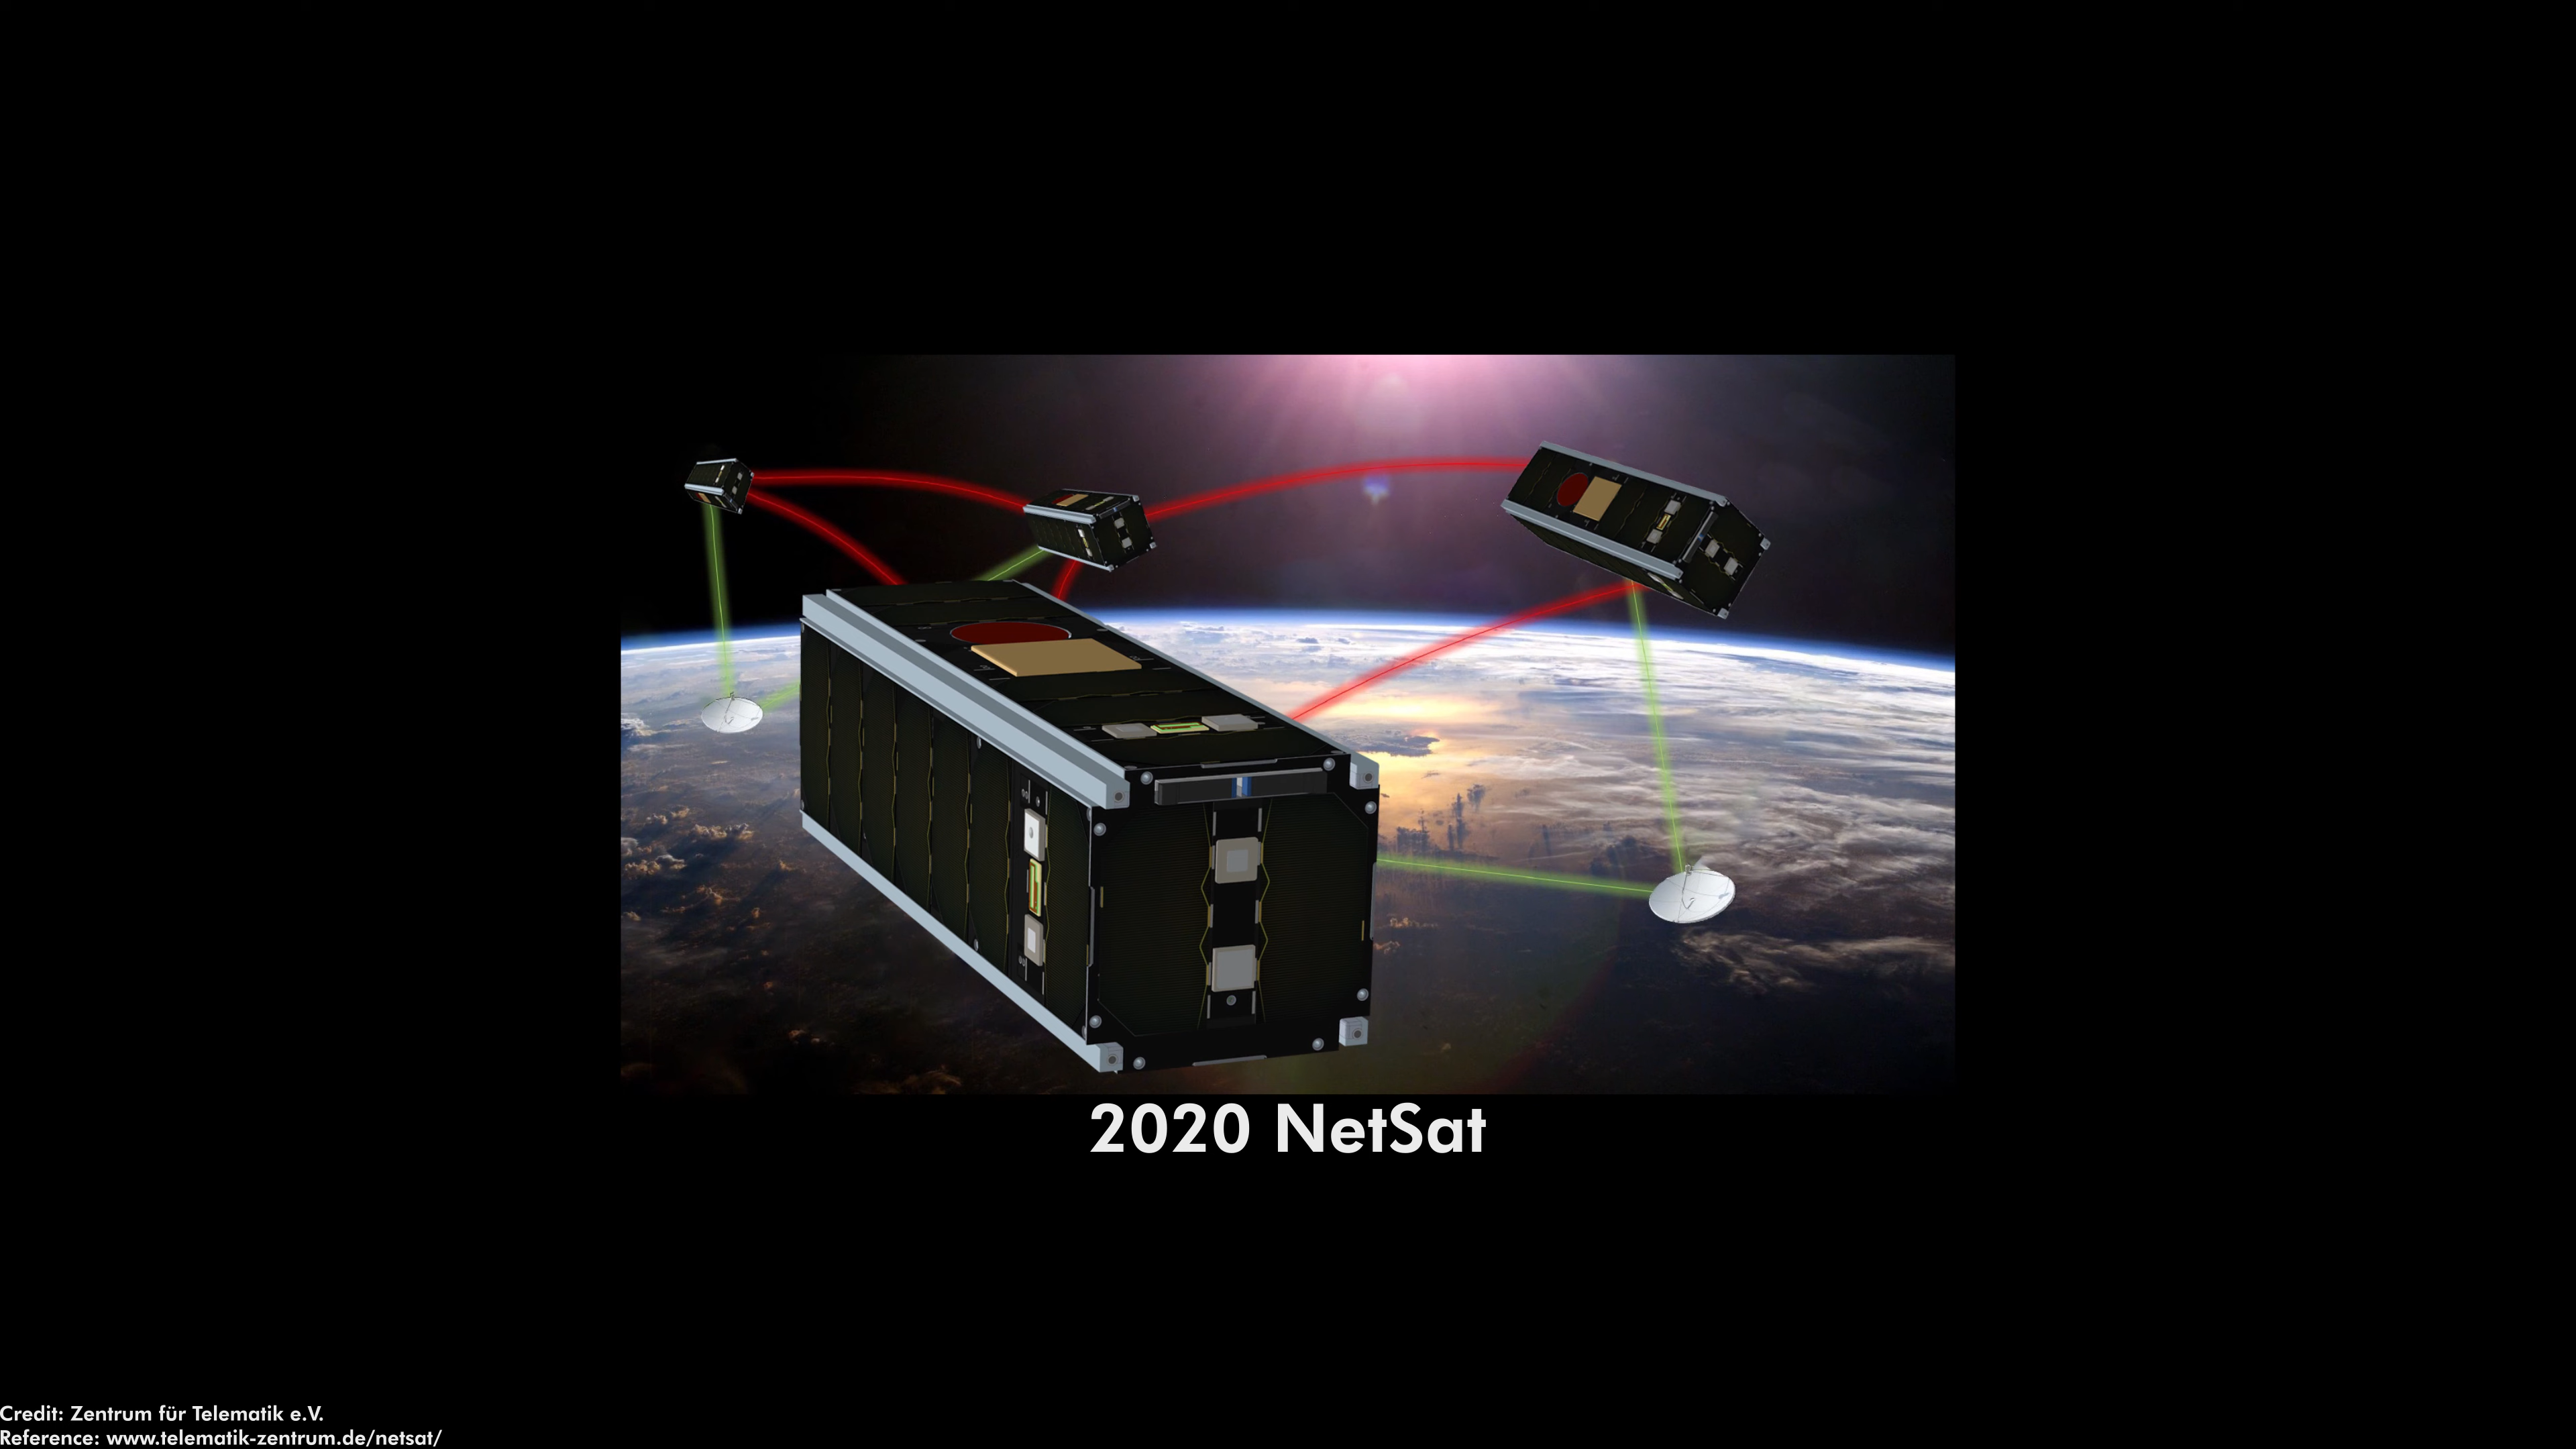 2020 NetSat
Credit: Zentrum für Telematik e.V.
Reference: www.telematik-zentrum.de/netsat/